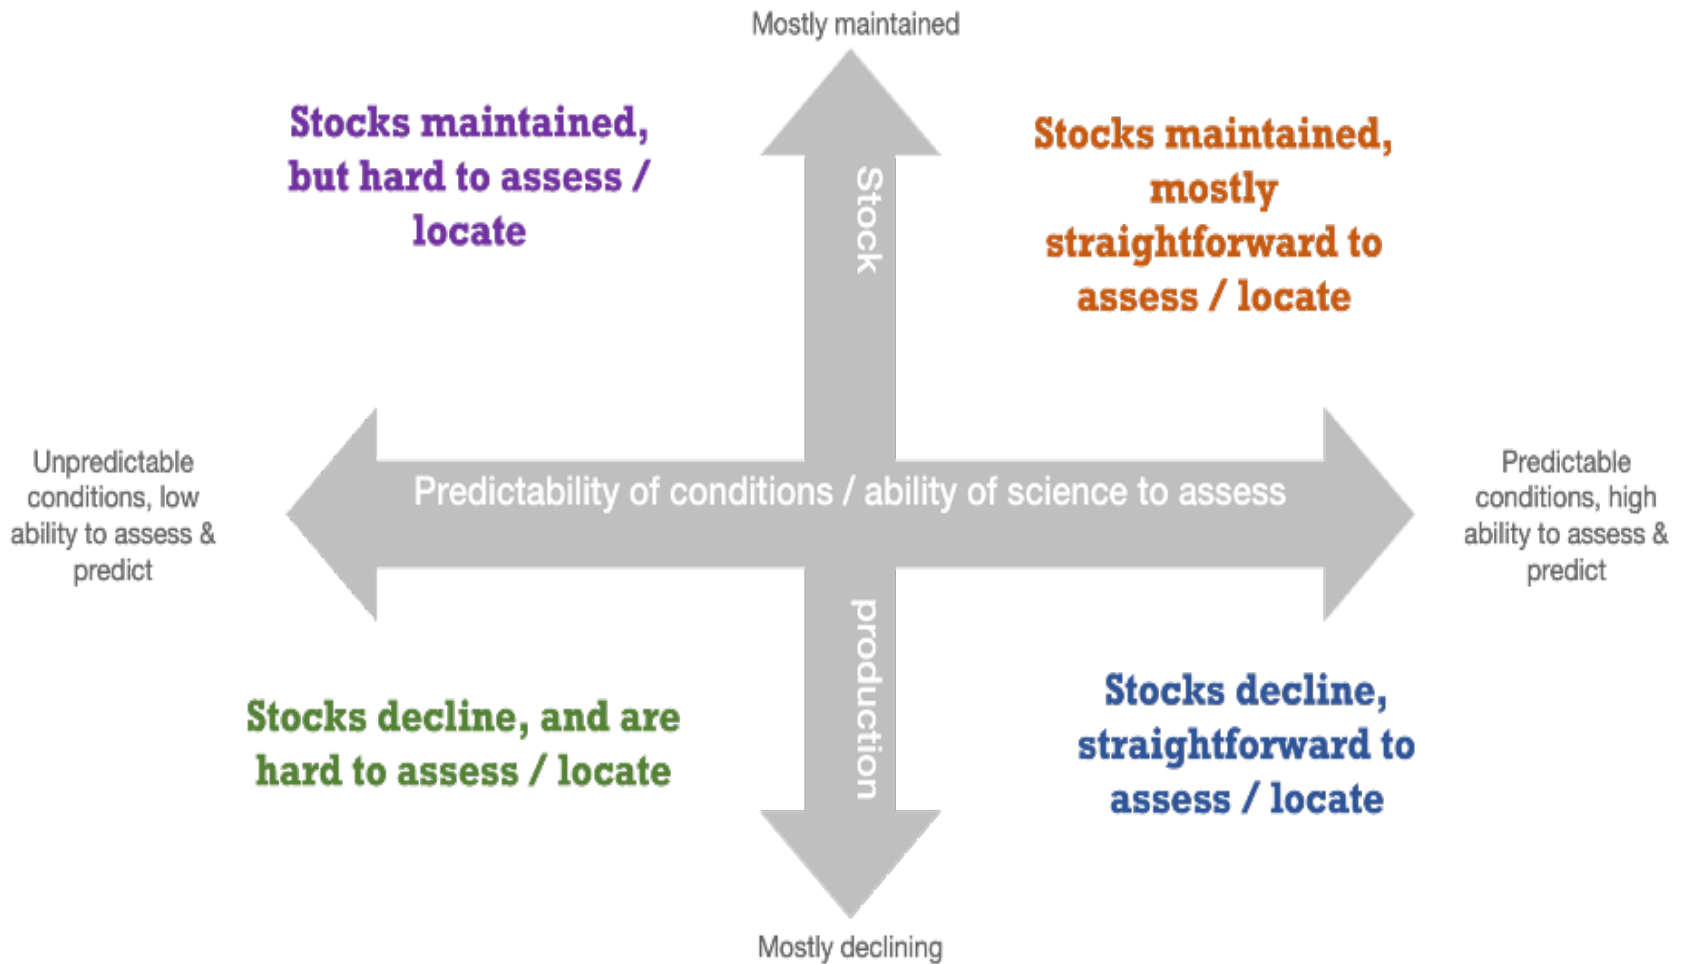 Mostly maintained
Stocks maintained,
but hard to assess /
locate
Stocks maintained,
mostly
straightforward to
assess / locate
Stock
Unpredictable
conditions, low
ability to assess &
predict
Predictability of conditions / ability of science to assess
Predictable
conditions, high
ability to assess &
predict
production
Stocks decline, and are
hard to assess / locate
Stocks decline,
straightforward to
assess / locate
Mostly declining